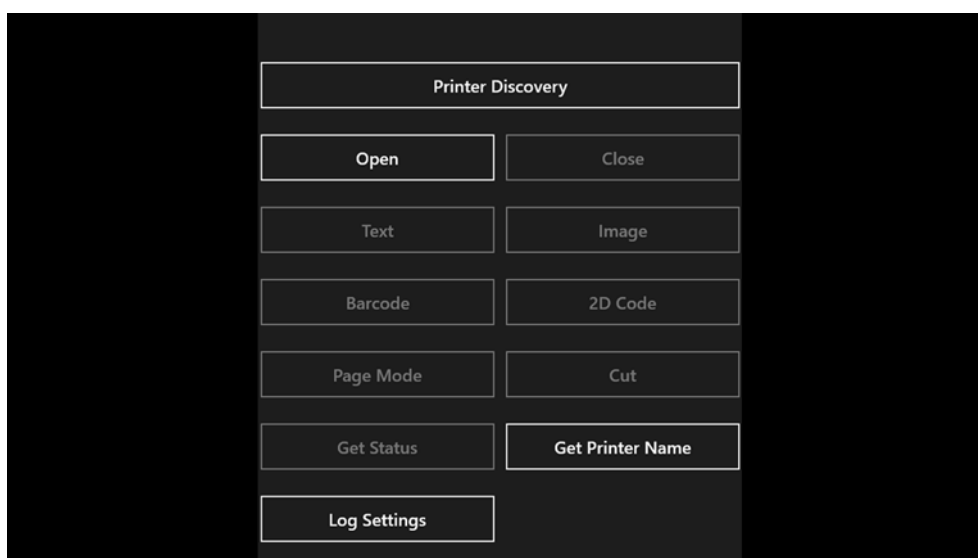 Printer Discovery
Open
Close
Text
Image
Barcode
2D Code
Page Mode
Cut
Get Status
Get Printer Name
Log Settings